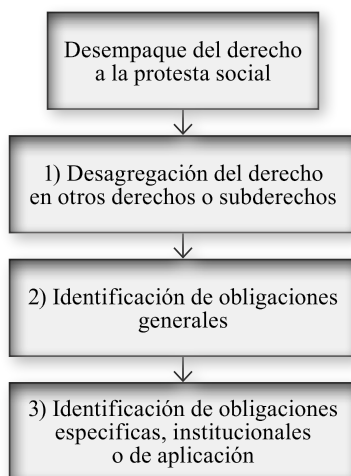 Desempaque del derecho
a la protesta social
1) Desagregación del derecho
en otros derechos o subderechos
2) Identificación de obligaciones
generales
3) Identificación de obligaciones
especificas, institucionales
o de aplicación